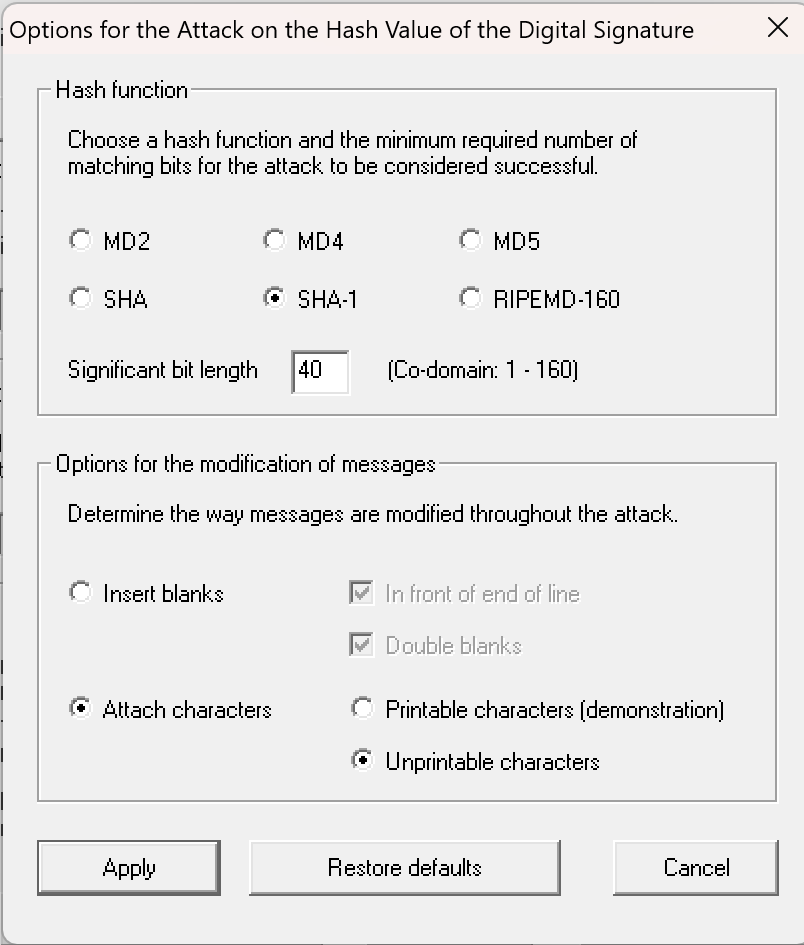 Options for the Attack on the Hash Value of the Digital Signature
Hash function
Choose a hash function and the minimum required number of
matching bits for the attack to be considered successful.
MD2 MD4 MD5
SHA SHA-1 RIPEMD-160
Significant bit length 40 (Co-domain: 1 - 160)
Options for the modification of messages
Determine the way messages are modified throughout the attack.
Insert blanks In front of end of line
Double blanks
Attach characters Printable characters (demonstration)
Unprintable characters
Apply Restore defaults Cancel